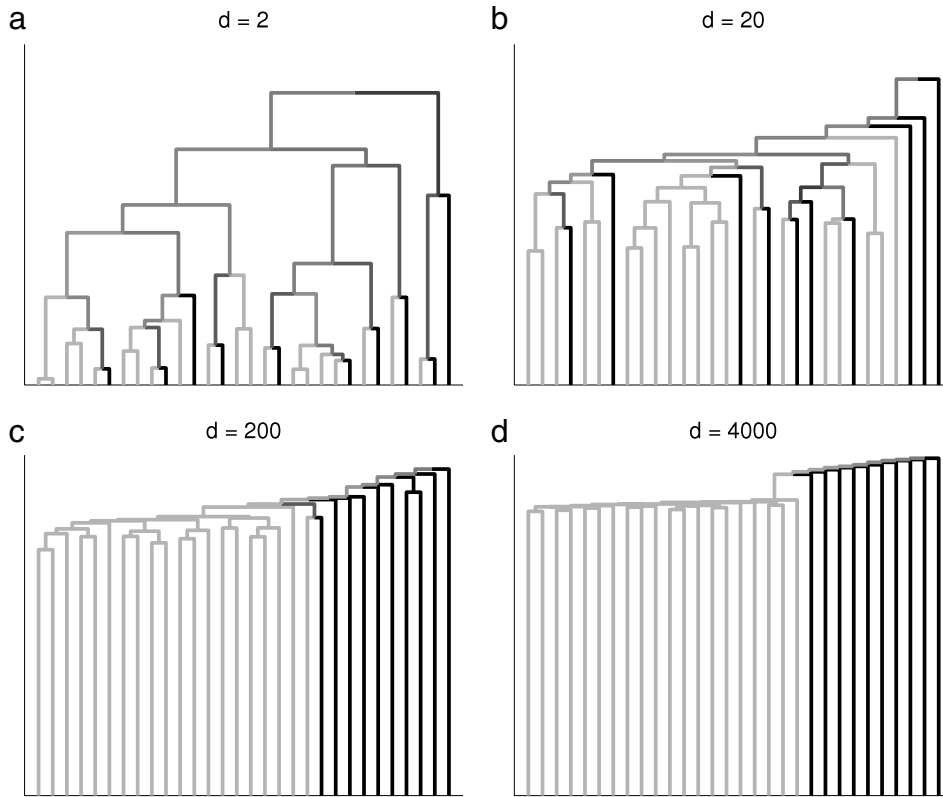 a
d = 2
b
d = 20
c
d = 200
d
d = 4000